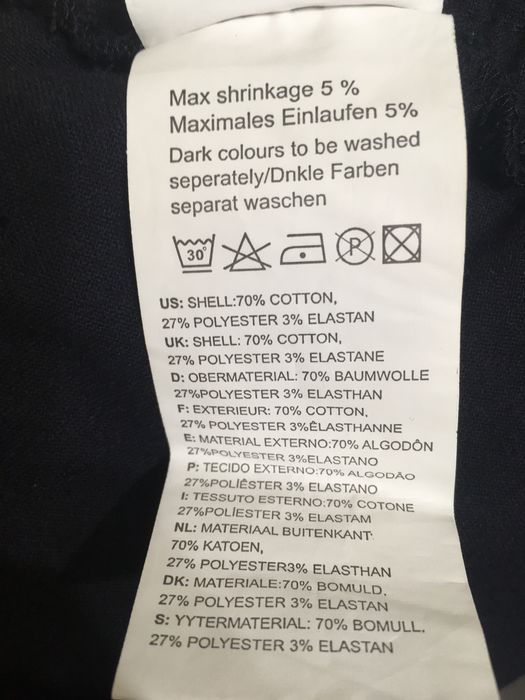 Max shrinkage 5 %
Maximales Einlaufen 5%
Dark colours to be washed
seperately/Dnkle Farben
separat waschen
30° P
US: SHELL:70% COTTON,
27% POLYESTER 3% ELASTAN
UK: SHELL: 70% COTTON,
27% POLYESTER 3% ELASTANE
D: OBERMATERIAL: 70% BAUMWOLLE
27%POLYESTER 3% ELASTHAN
F: EXTERIEUR: 70% COTTON,
27% POLYESTER 3%ÊLASTHANNE
E: MATERIAL EXTERNO:70% ALGODÔN
27%POLYESTER 3%ELASTANO
P: TECIDO EXTERNO:70% ALGODÃO
27%POLIÊSTER 3% ELASTANO
I: TESSUTO ESTERNO:70% COTONE
27%POLÍESTER 3% ELASTAM
NL: MATERIAAL BUITENKANT:
70% KATOEN,
27% POLYESTER3% ELASTHAN
DK: MATERIALE:70% BOMULD,
27% POLYESTER 3% ELASTAN
S: YYTERMATERIAL: 70% BOMULL,
27% POLYESTER 3% ELASTAN